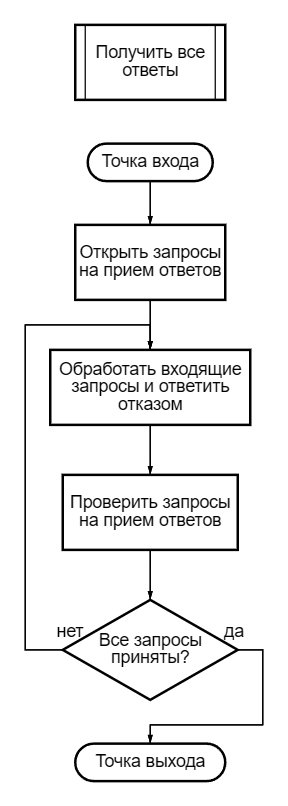 Получить все
ответы
Точка входа
Открыть запросы
на прием ответов
Обработать входящие
запросы и ответить
отказом
Проверить запросы
на прием ответов
нет
да
Все запросы
приняты?
Точка выхода